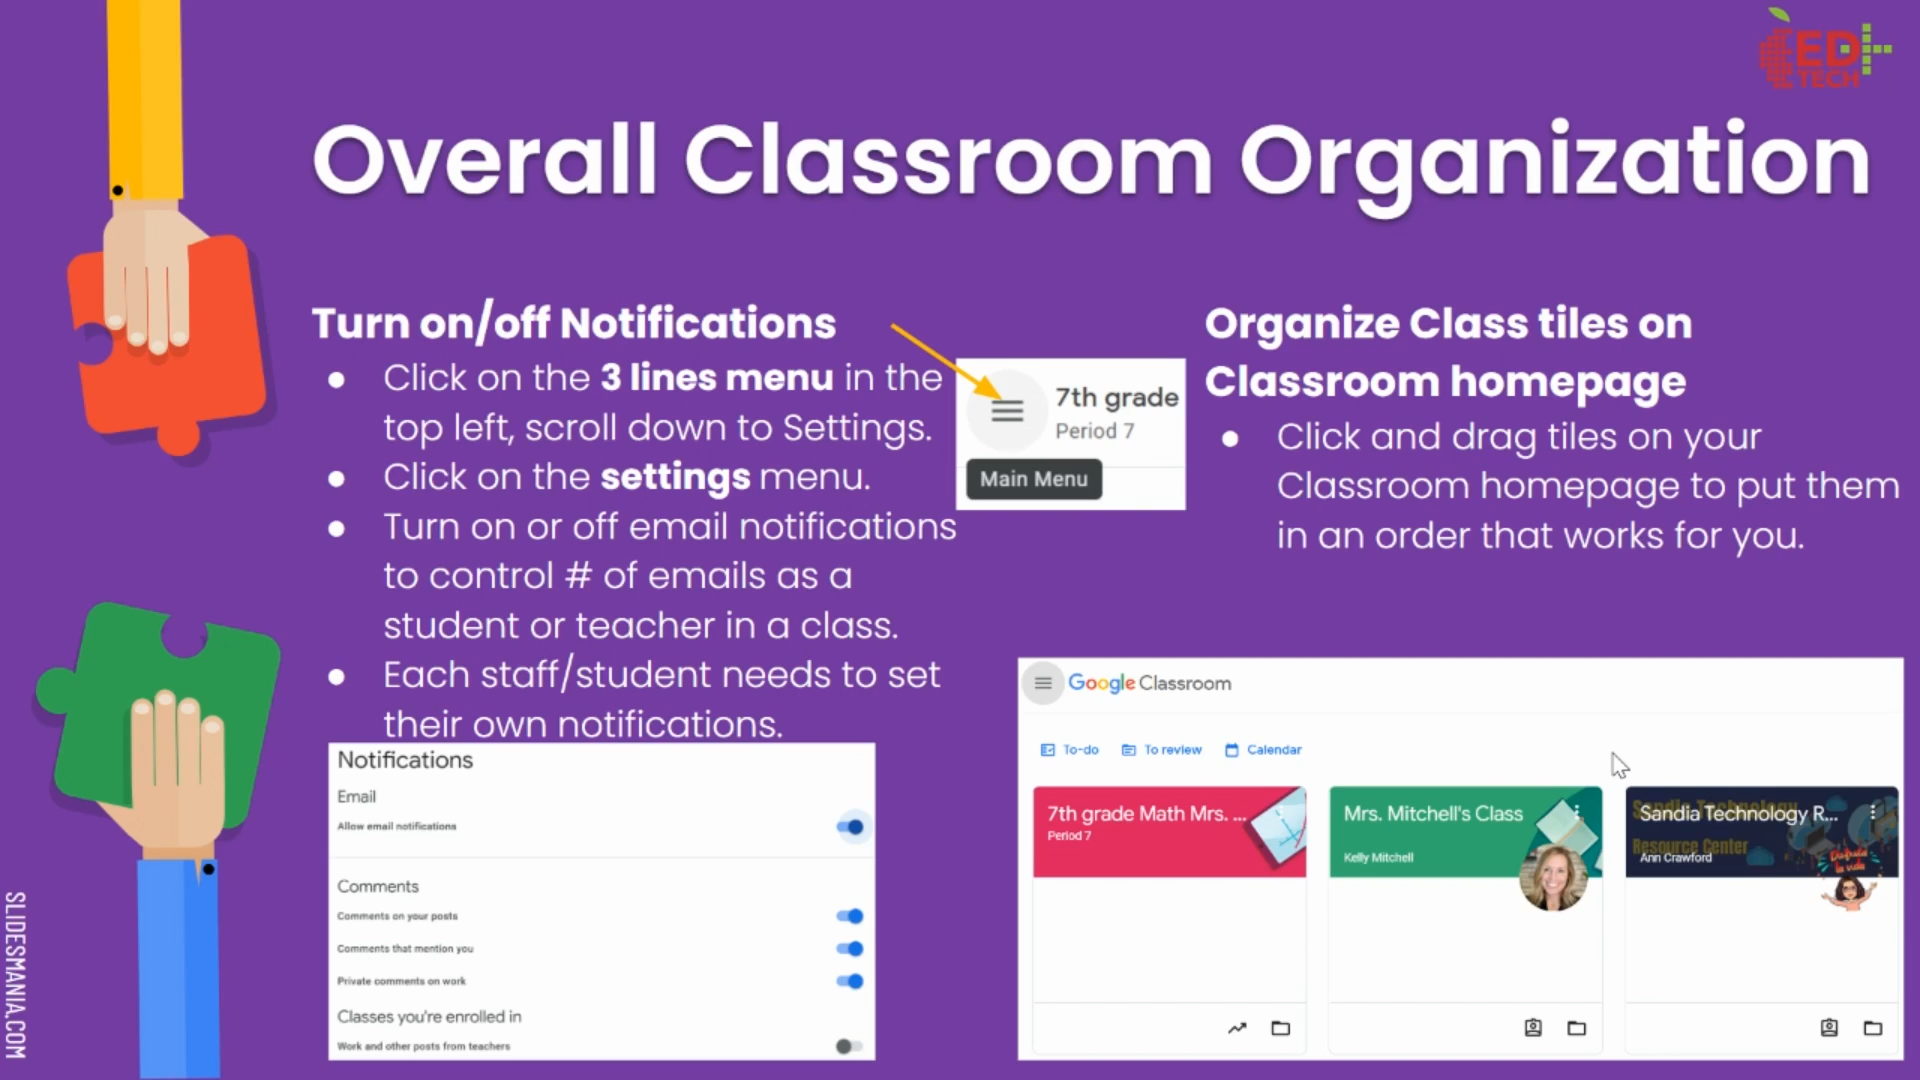 ED
TECH
Overall Classroom Organization
Turn on/off Notifications
● Click on the 3 lines menu in the
top left, scroll down to Settings.
● Click on the settings menu.
● Turn on or off email notifications
to control # of emails as a
student or teacher in a class.
● Each staff/student needs to set
their own notifications.
7th grade
Period 7
Main Menu
Organize Class tiles on
Classroom homepage
● Click and drag tiles on your
Classroom homepage to put them
in an order that works for you.
Notifications
Email
Allow email notifications
Comments
Comments on your posts
Comments that mention you
Private comments on work
Classes you're enrolled in
Work and other posts from teachers
Google Classroom
To-do To review Calendar
7th grade Math Mrs. ...
Period 7
Mrs. Mitchell's Class
Kelly Mitchell
Sandia Technology R...
Sandia Technology
Resource Center
Ann Crawford
SLIDESMANIA.COM